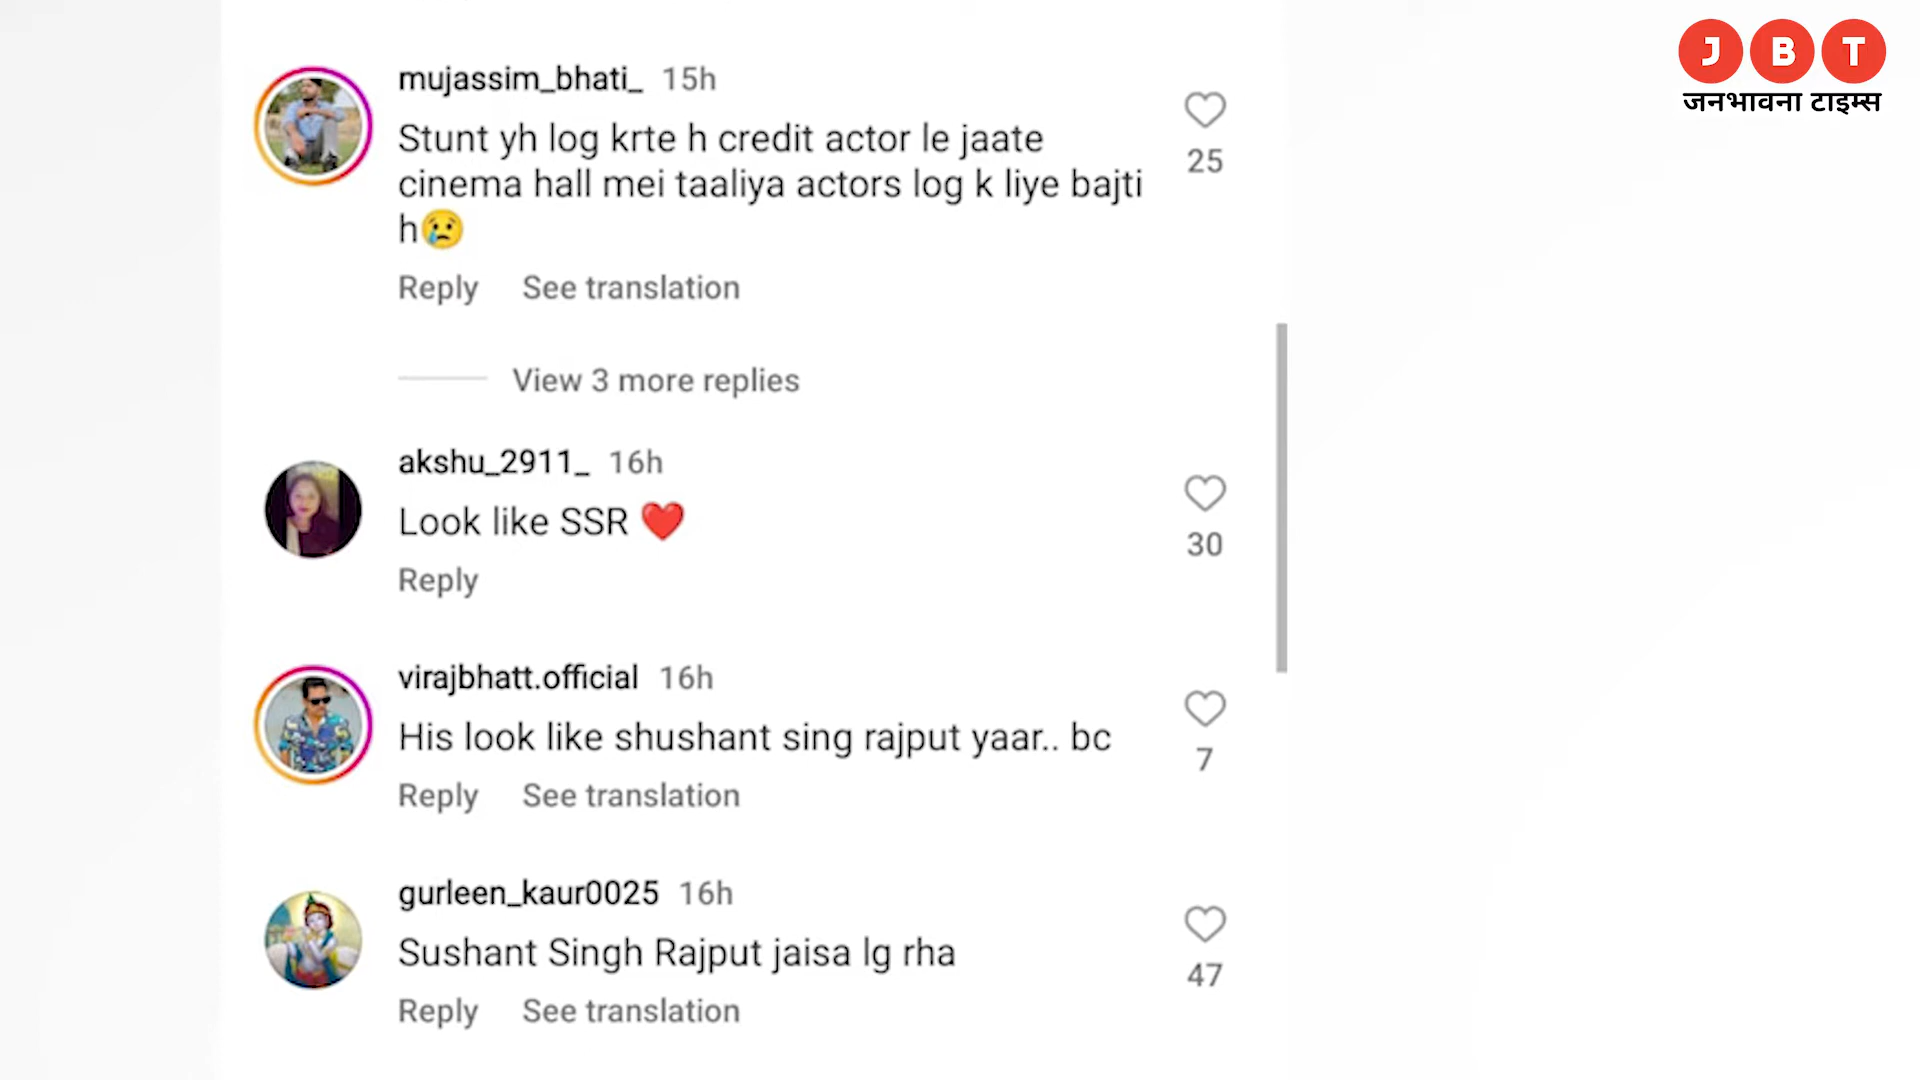 J B T
जनभावना टाइम्स
mujassim_bhati_ 15h
Stunt yh log krte h credit actor le jaate
cinema hall mei taaliya actors log k liye bajti
h😢
25
Reply See translation
View 3 more replies
akshu_2911_ 16h
Look like SSR ❤️
30
Reply
virajbhatt.official 16h
His look like shushant sing rajput yaar.. bc
7
Reply See translation
gurleen_kaur0025 16h
Sushant Singh Rajput jaisa lg rha
47
Reply See translation